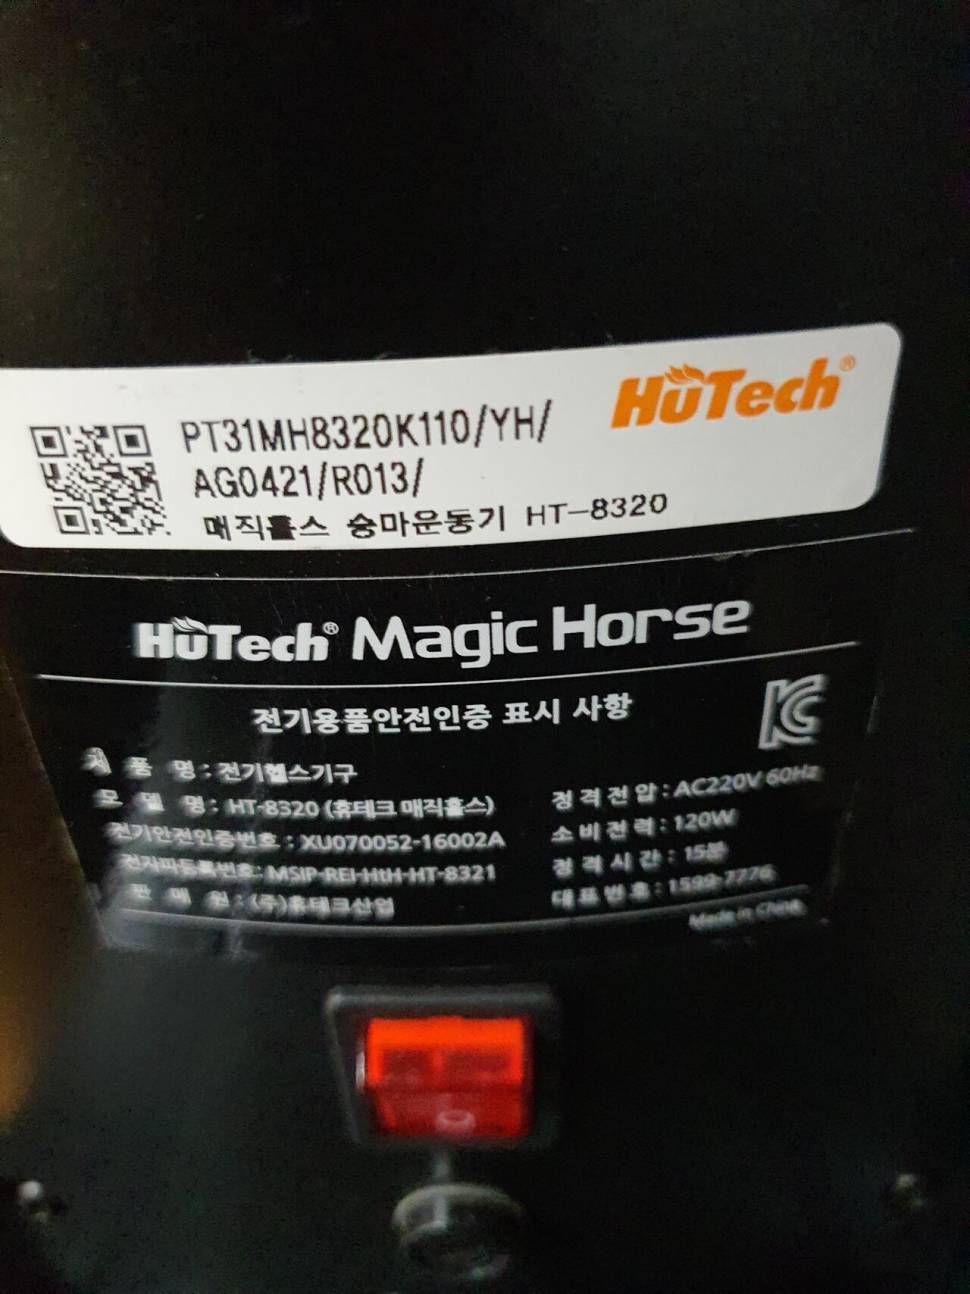 HuTech®
PT31MH8320K110/YH/
AG0421/R013/
매직홀스 승마운동기 HT-8320
HuTech® Magic Horse
전기용품안전인증 표시 사항
제품명 : 전기헬스기구
모델명 : HT-8320 (휴테크 매직홀스)
전기안전인증번호 : XU070052-16002A
전자파등록번호: MSIP-REI-HtH-HT-8321
판매원 : (주)휴테크산업
정격전압 : AC220V 60Hz
소비전력 : 120W
정격시간 : 15분
대표번호 : 1599-7776
Made in China